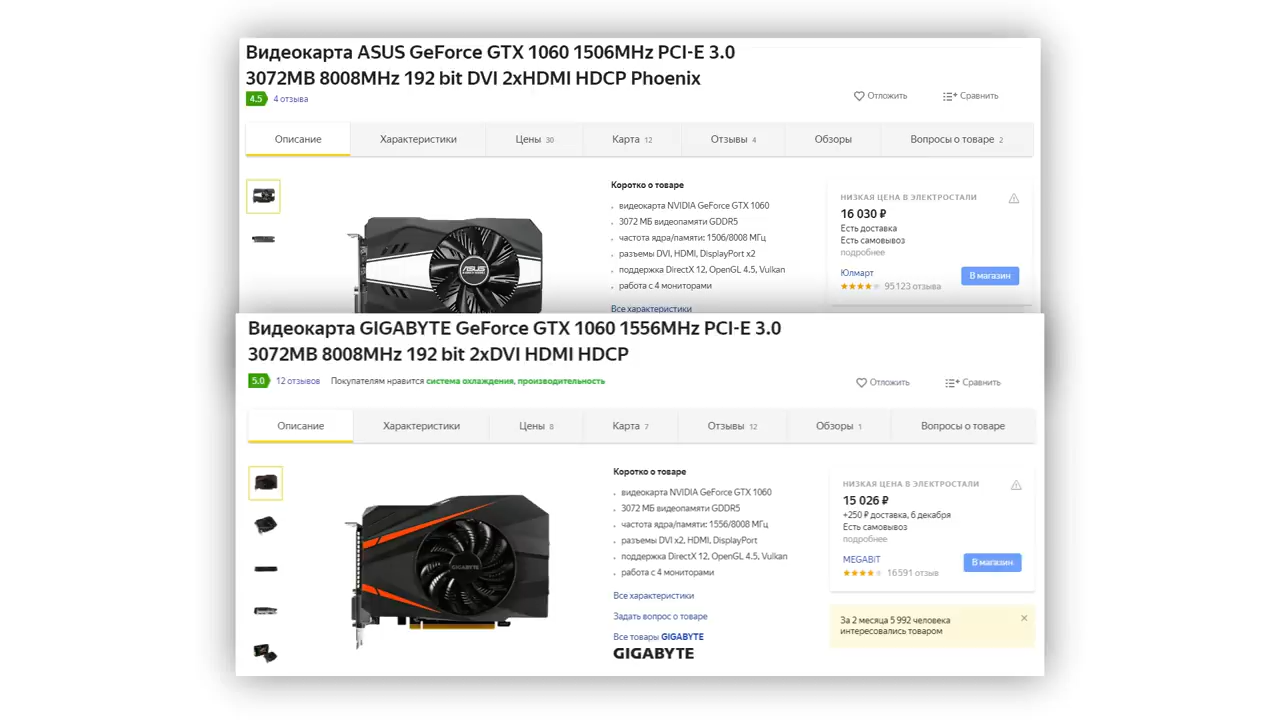 Видеокарта ASUS GeForce GTX 1060 1506MHz PCI-E 3.0
3072MB 8008MHz 192 bit DVI 2xHDMI HDCP Phoenix
4.5 4 отзыва
Отложить Сравнить
Описание Характеристики Цены 30 Карта 12 Отзывы 4 Обзоры Вопросы о товаре 2
Коротко о товаре
видеокарта NVIDIA GeForce GTX 1060
3072 МБ видеопамяти GDDR5
частота ядра/памяти: 1506/8008 МГц
разъемы DVI, HDMI, DisplayPort x2
поддержка DirectX 12, OpenGL 4.5, Vulkan
работа с 4 мониторами
Все характеристики
НИЗКАЯ ЦЕНА В ЭЛЕКТРОСТАЛИ
16 030 ₽
Есть доставка
Есть самовывоз
подробнее
Юлмарт
В магазин
95 123 отзыва
ASUS
Видеокарта GIGABYTE GeForce GTX 1060 1556MHz PCI-E 3.0
3072MB 8008MHz 192 bit 2xDVI HDMI HDCP
5.0 12 отзывов Покупателям нравится система охлаждения, производительность
Отложить Сравнить
Описание Характеристики Цены 8 Карта 7 Отзывы 12 Обзоры 1 Вопросы о товаре
Коротко о товаре
видеокарта NVIDIA GeForce GTX 1060
3072 МБ видеопамяти GDDR5
частота ядра/памяти: 1556/8008 МГц
разъемы DVI x2, HDMI, DisplayPort
поддержка DirectX 12, OpenGL 4.5, Vulkan
работа с 4 мониторами
Все характеристики
Задать вопрос о товаре
Все товары GIGABYTE
GIGABYTE
НИЗКАЯ ЦЕНА В ЭЛЕКТРОСТАЛИ
15 026 ₽
+250 ₽ доставка, 6 декабря
Есть самовывоз
подробнее
MEGABIT
В магазин
16 591 отзыв
За 2 месяца 5 992 человека
интересовались товаром
GIGABYTE